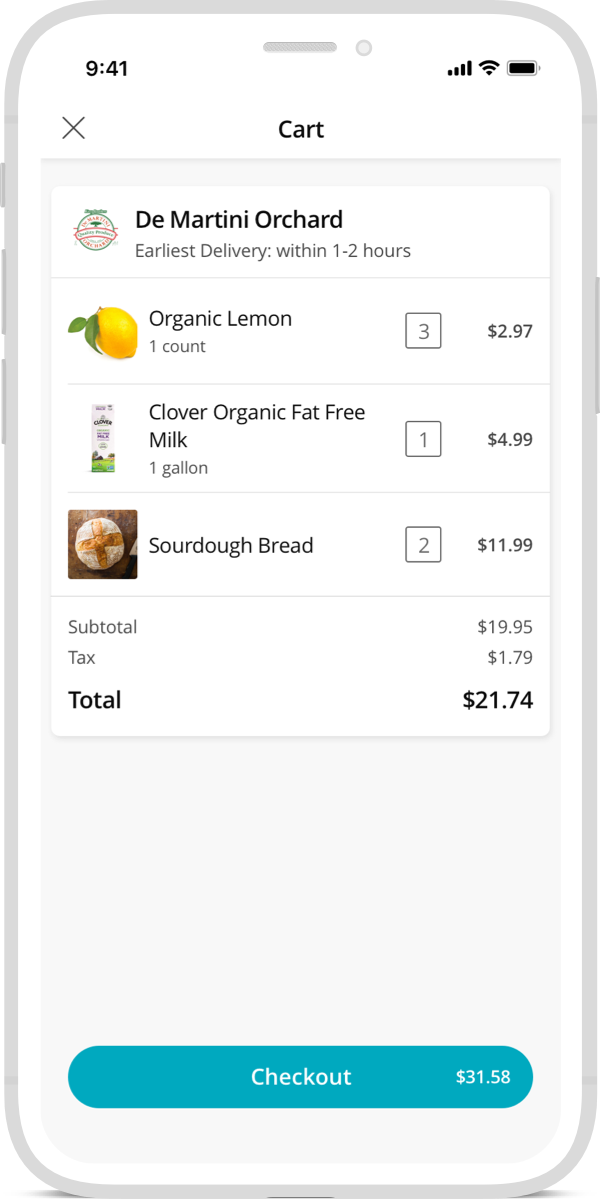 9:41
Cart
De Martini Orchard
Earliest Delivery: within 1-2 hours
Organic Lemon
1 count
3
$2.97
CLOVER
MILK
Clover Organic Fat Free
Milk
1 gallon
1
$4.99
Sourdough Bread
2
$11.99
Subtotal $19.95
Tax $1.79
Total $21.74
Checkout $31.58